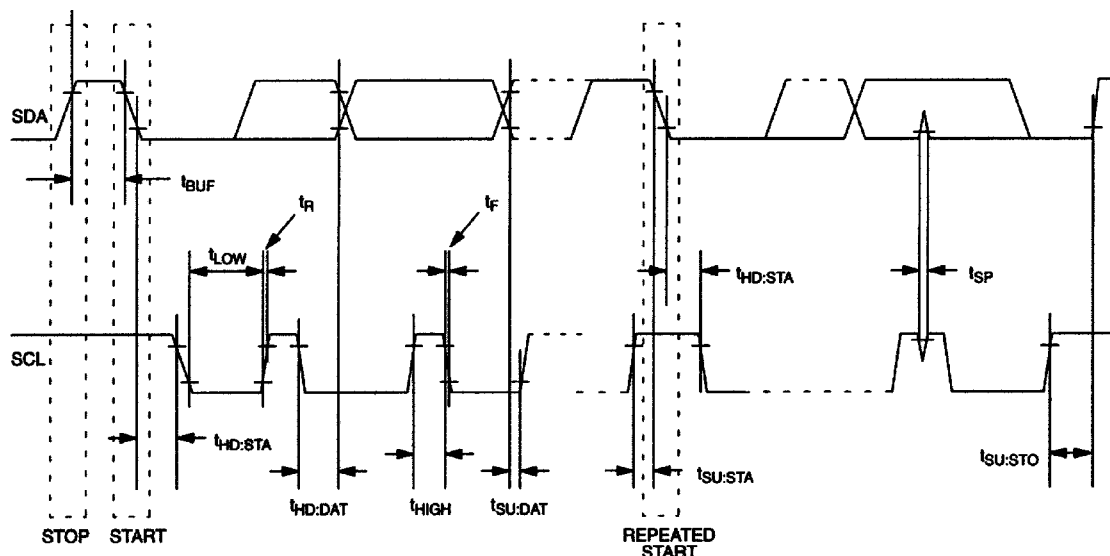 SDA
tBUF
tR
tF
tLOW
tHD:STA
tSP
SCL
tHD:STA
tHD:DAT
tHIGH
tSU:DAT
tSU:STA
tSU:STO
STOP
START
REPEATED
START